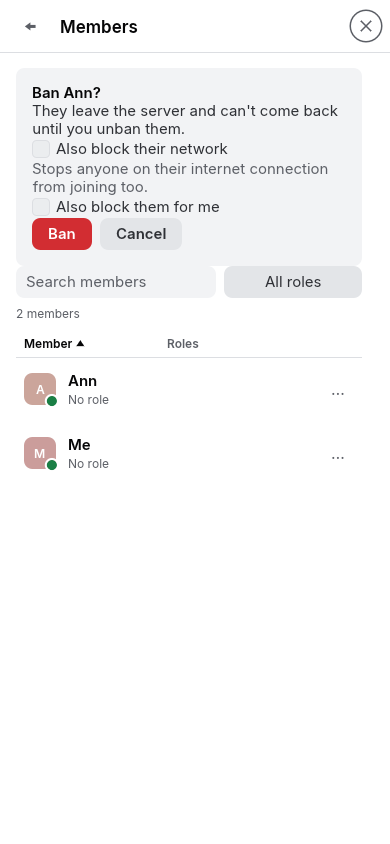 Members
Ban Ann?
They leave the server and can't come back
until you unban them.
Also block their network
Stops anyone on their internet connection
from joining too.
Also block them for me
Ban Cancel
Search members All roles
2 members
Member Roles
A Ann
No role
...
M Me
No role
...